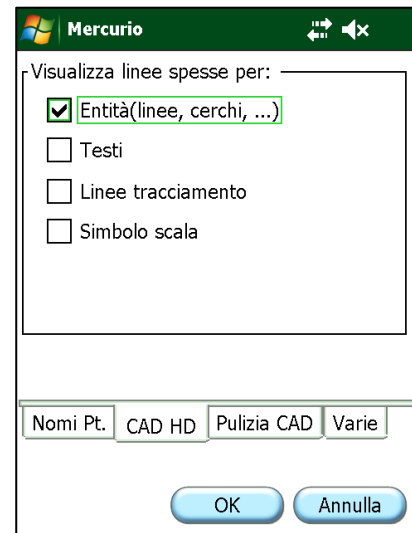 Mercurio
Visualizza linee spesse per:
Entità(linee, cerchi, ...)
Testi
Linee tracciamento
Simbolo scala
Nomi Pt. CAD HD Pulizia CAD Varie
OK Annulla